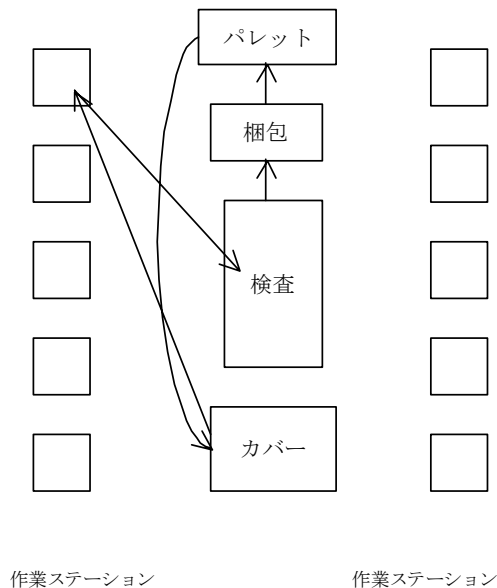 パレット
梱包
検査
カバー
作業ステーション
作業ステーション